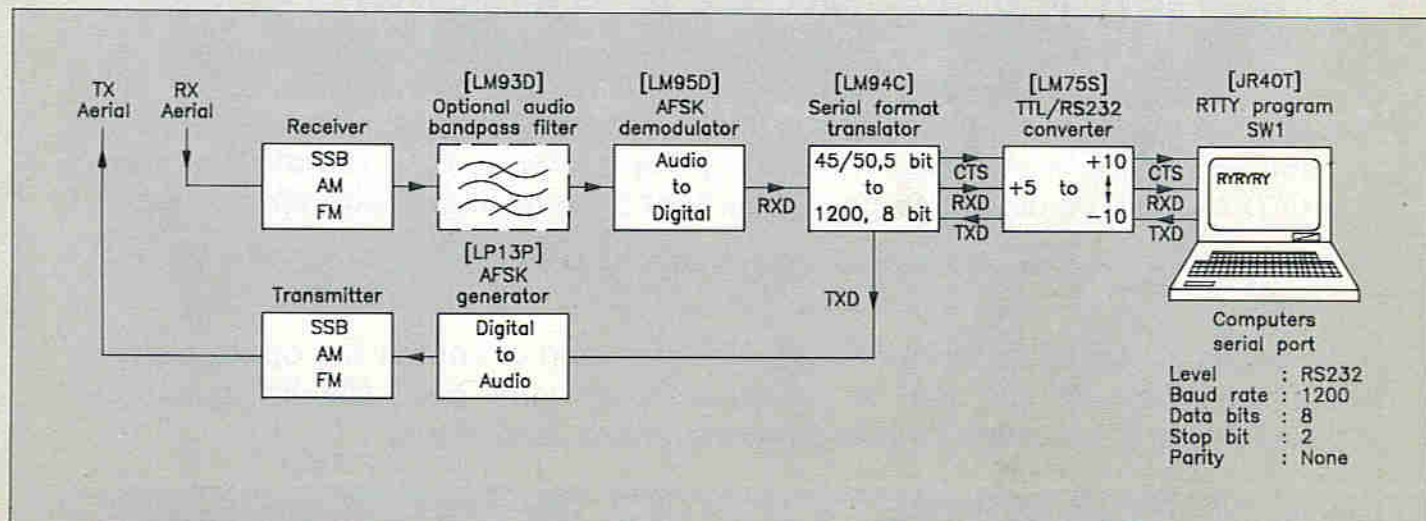 TX
Aerial
RX
Aerial
Receiver
SSB
AM
FM
[LM93D]
Optional audio
bandpass filter
[LM95D]
AFSK
demodulator
Audio
to
Digital
RXD
[LM94C]
Serial format
translator
45/50,5 bit
to
1200, 8 bit
CTS
RXD
TXD
[LM75S]
TTL/RS232
converter
+10
+5 to
-10
CTS
RXD
TXD
[JR40T]
RTTY program
SW1
RYRYRY
Computers
serial port
Level : RS232
Baud rate : 1200
Data bits : 8
Stop bit : 2
Parity : None
Transmitter
SSB
AM
FM
[LP13P]
AFSK
generator
Digital
to
Audio
TXD